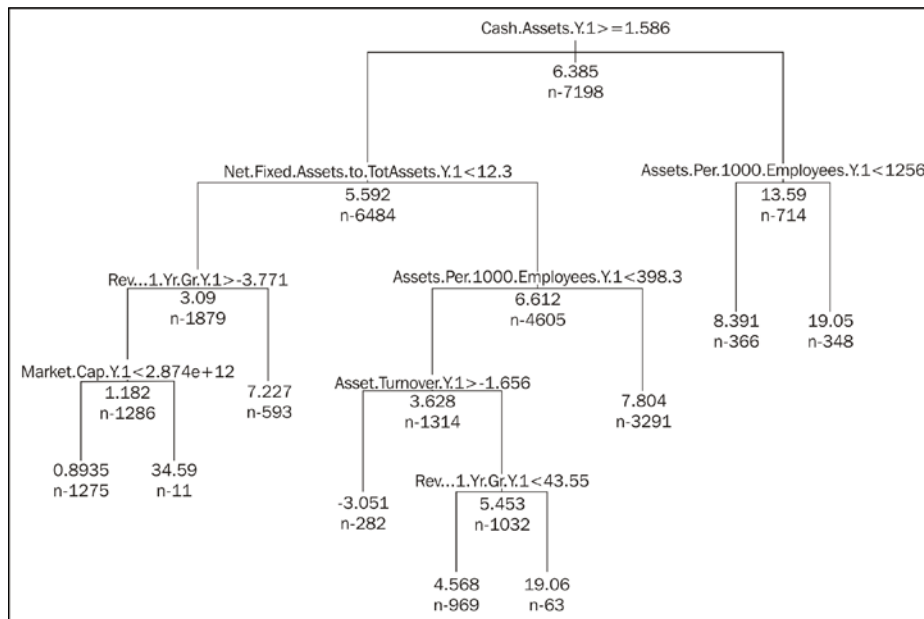 Cash.Assets.Y.1>=1.586
6.385
n-7198
Net.Fixed.Assets.to.TotAssets.Y.1<12.3
5.592
n-6484
Assets.Per.1000.Employees.Y.1<1256
13.59
n-714
Rev...1.Yr.Gr.Y.1>-3.771
3.09
n-1879
Assets.Per.1000.Employees.Y.1<398.3
6.612
n-4605
8.391
n-366
19.05
n-348
Market.Cap.Y.1<2.874e+12
1.182
n-1286
7.227
n-593
Asset.Turnover.Y.1>-1.656
3.628
n-1314
7.804
n-3291
0.8935
n-1275
34.59
n-11
-3.051
n-282
Rev...1.Yr.Gr.Y.1<43.55
5.453
n-1032
4.568
n-969
19.06
n-63